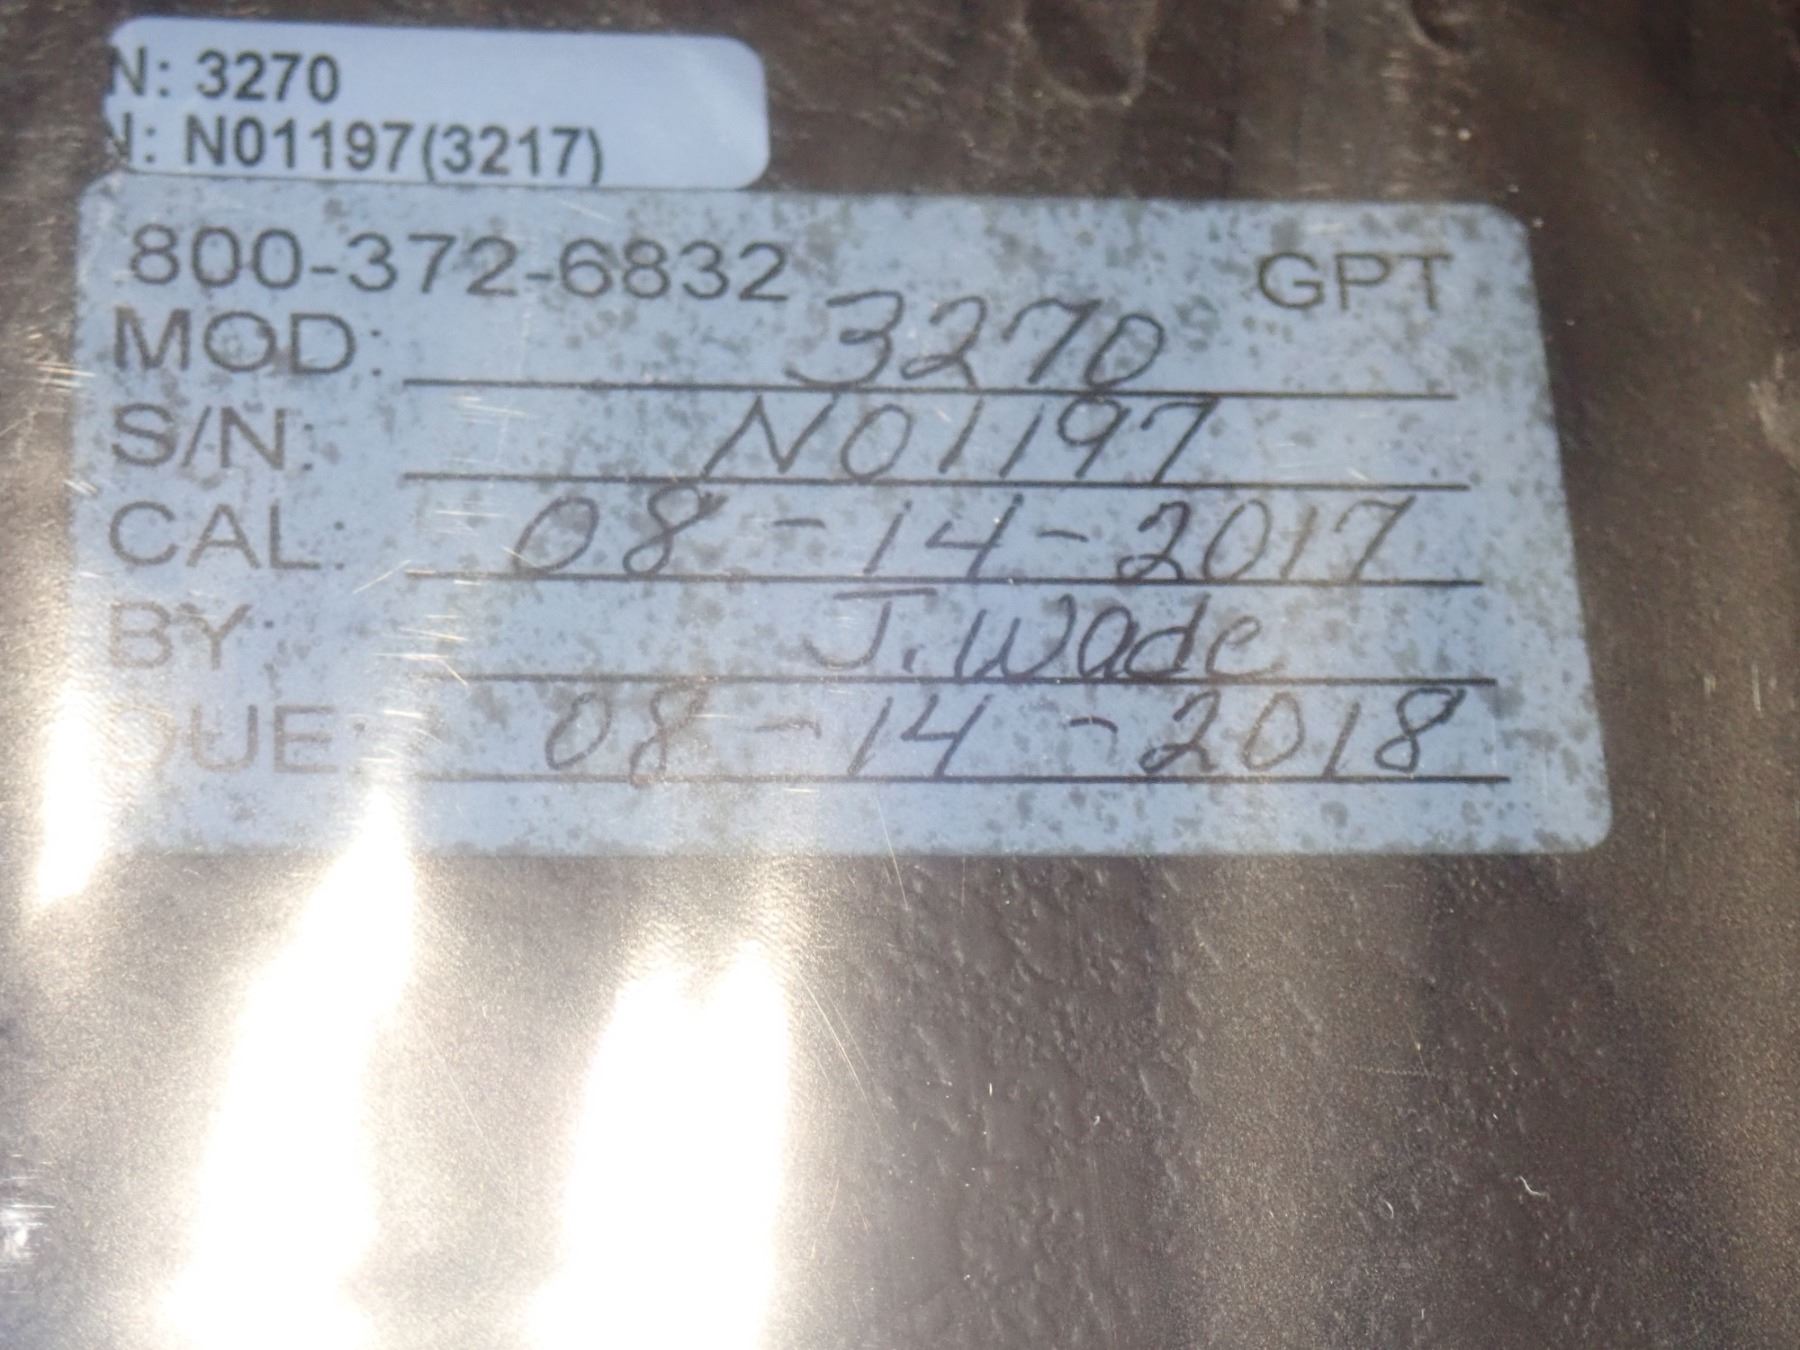 N: 3270
N: N01197(3217)
800-372-6832 GPT
MOD: 3270
S/N: N01197
CAL: 08-14-2017
BY: J. Wade
DUE: 08-14-2018